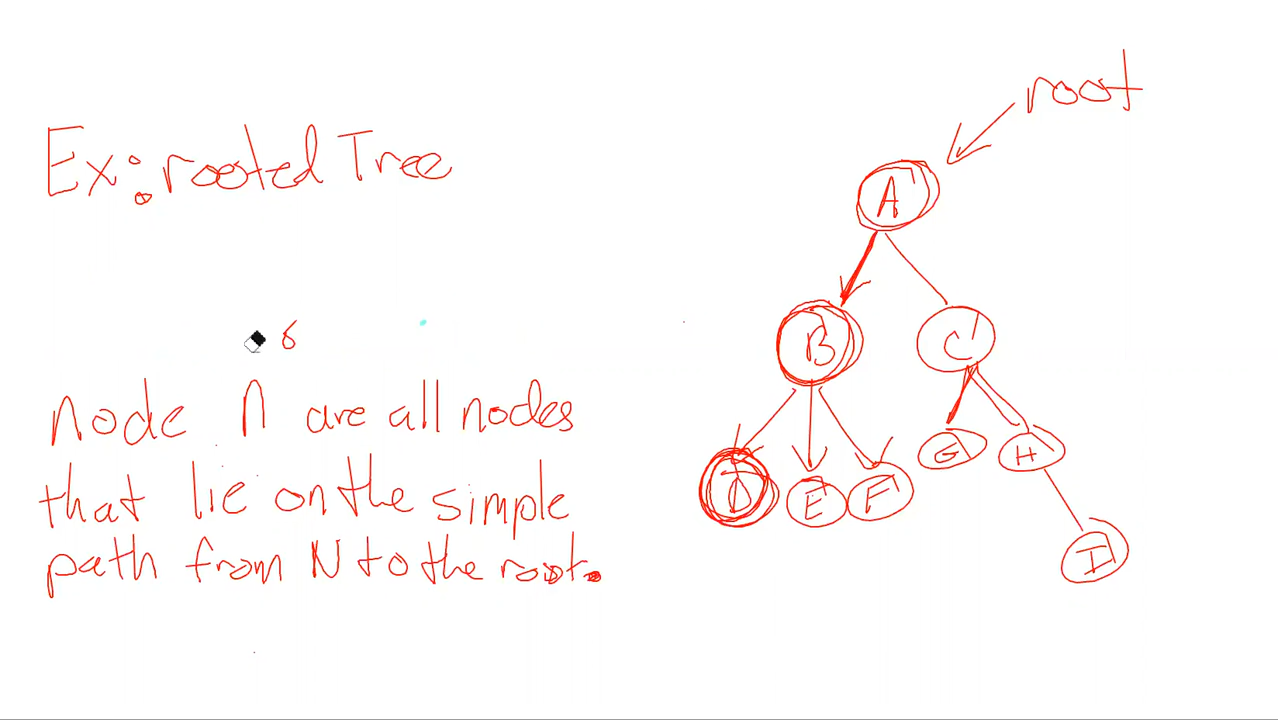 root
Ex: rooted Tree
A
B
C
node n are all nodes
G
H
that lie on the simple
D
E
F
path from N to the root.
I